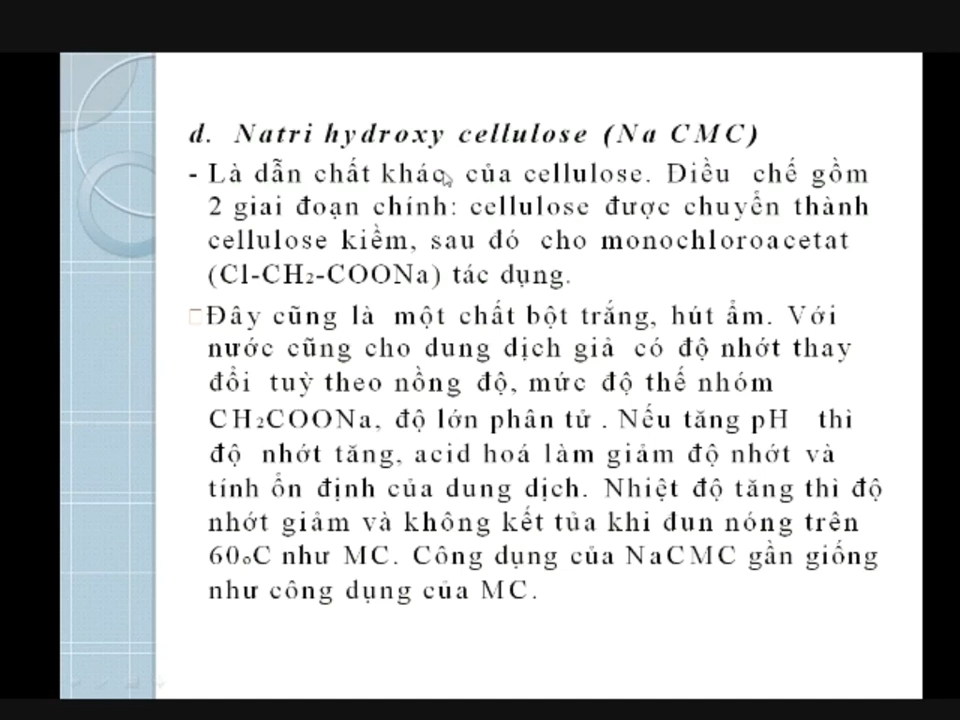 d. Natri hydroxy cellulose (Na CMC)
- Là dẫn chất khác của cellulose. Điều chế gồm
2 giai đoạn chính: cellulose được chuyển thành
cellulose kiềm, sau đó cho monochloroacetat
(Cl-CH₂-COONa) tác dụng.
Đây cũng là một chất bột trắng, hút ẩm. Với
nước cũng cho dung dịch giả có độ nhớt thay
đổi tuỳ theo nồng độ, mức độ thế nhóm
CH₂COONa, độ lớn phân tử . Nếu tăng pH thì
độ nhớt tăng, acid hoá làm giảm độ nhớt và
tính ổn định của dung dịch. Nhiệt độ tăng thì độ
nhớt giảm và không kết tủa khi đun nóng trên
60ₒC như MC. Công dụng của NaCMC gần giống
như công dụng của MC.